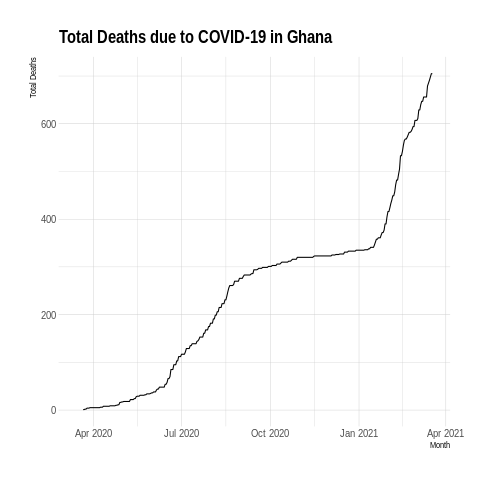 Total Deaths due to COVID-19 in Ghana
Total Deaths
600
400
200
0
Apr 2020 Jul 2020 Oct 2020 Jan 2021 Apr 2021
Month